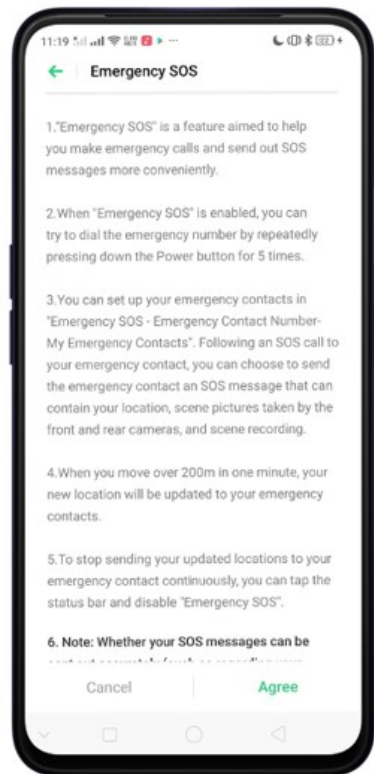 11:19
Emergency SOS
1."Emergency SOS" is a feature aimed to help
you make emergency calls and send out SOS
messages more conveniently.
2.When "Emergency SOS" is enabled, you can
try to dial the emergency number by repeatedly
pressing down the Power button for 5 times.
3.You can set up your emergency contacts in
"Emergency SOS - Emergency Contact Number-
My Emergency Contacts". Following an SOS call to
your emergency contact, you can choose to send
the emergency contact an SOS message that can
contain your location, scene pictures taken by the
front and rear cameras, and scene recording.
4.When you move over 200m in one minute, your
new location will be updated to your emergency
contacts.
5.To stop sending your updated locations to your
emergency contact continuously, you can tap the
status bar and disable "Emergency SOS".
6. Note: Whether your SOS messages can be
Cancel
Agree